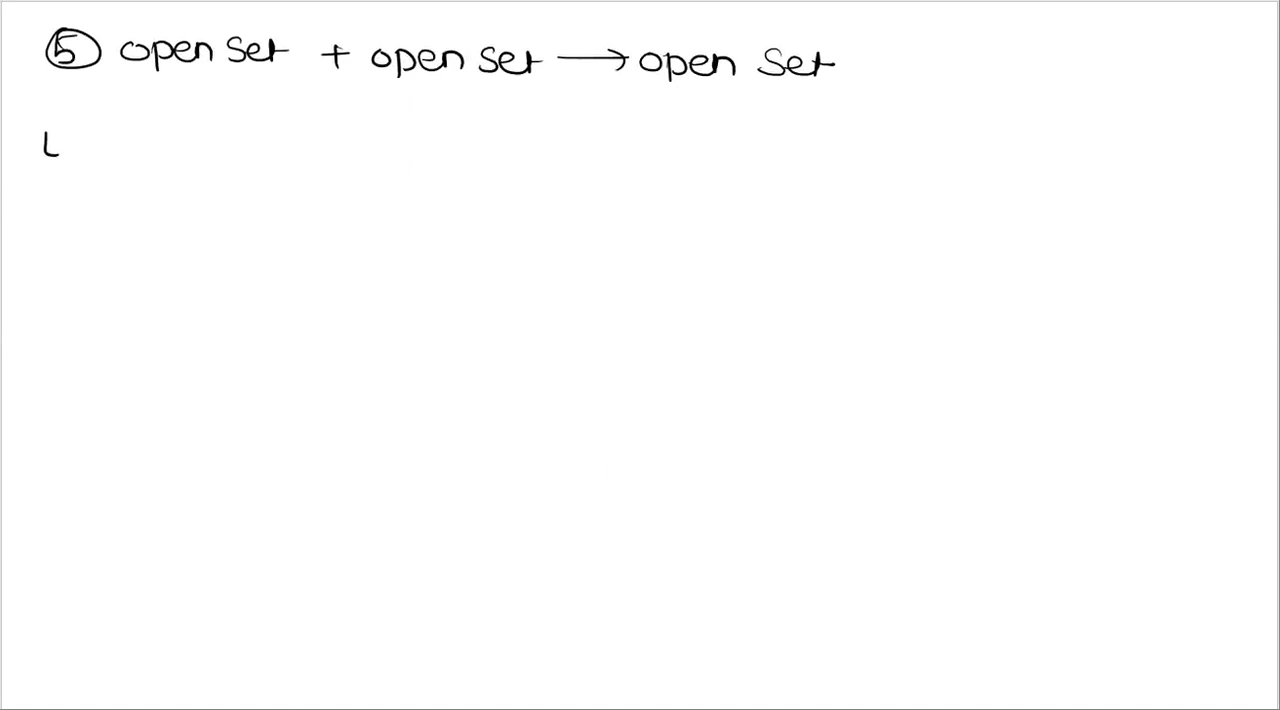 ⑤ open set + open set → open set
L